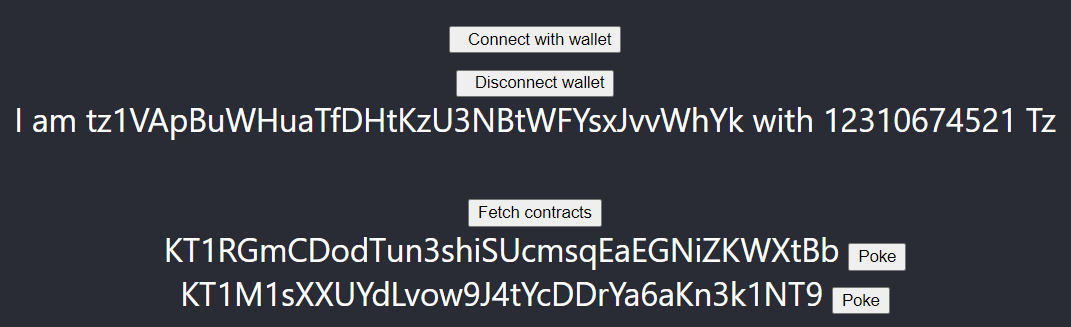 Connect with wallet
Disconnect wallet
I am tz1VApBuWHuaTfDHtKzU3NBtWFYsxJvvWhYk with 12310674521 Tz
Fetch contracts
KT1RGmCDodTun3shiSUcmsqEaEGNiZKWXtBb Poke
KT1M1sXXUYdLvow9J4tYcDDrYa6aKn3k1NT9 Poke